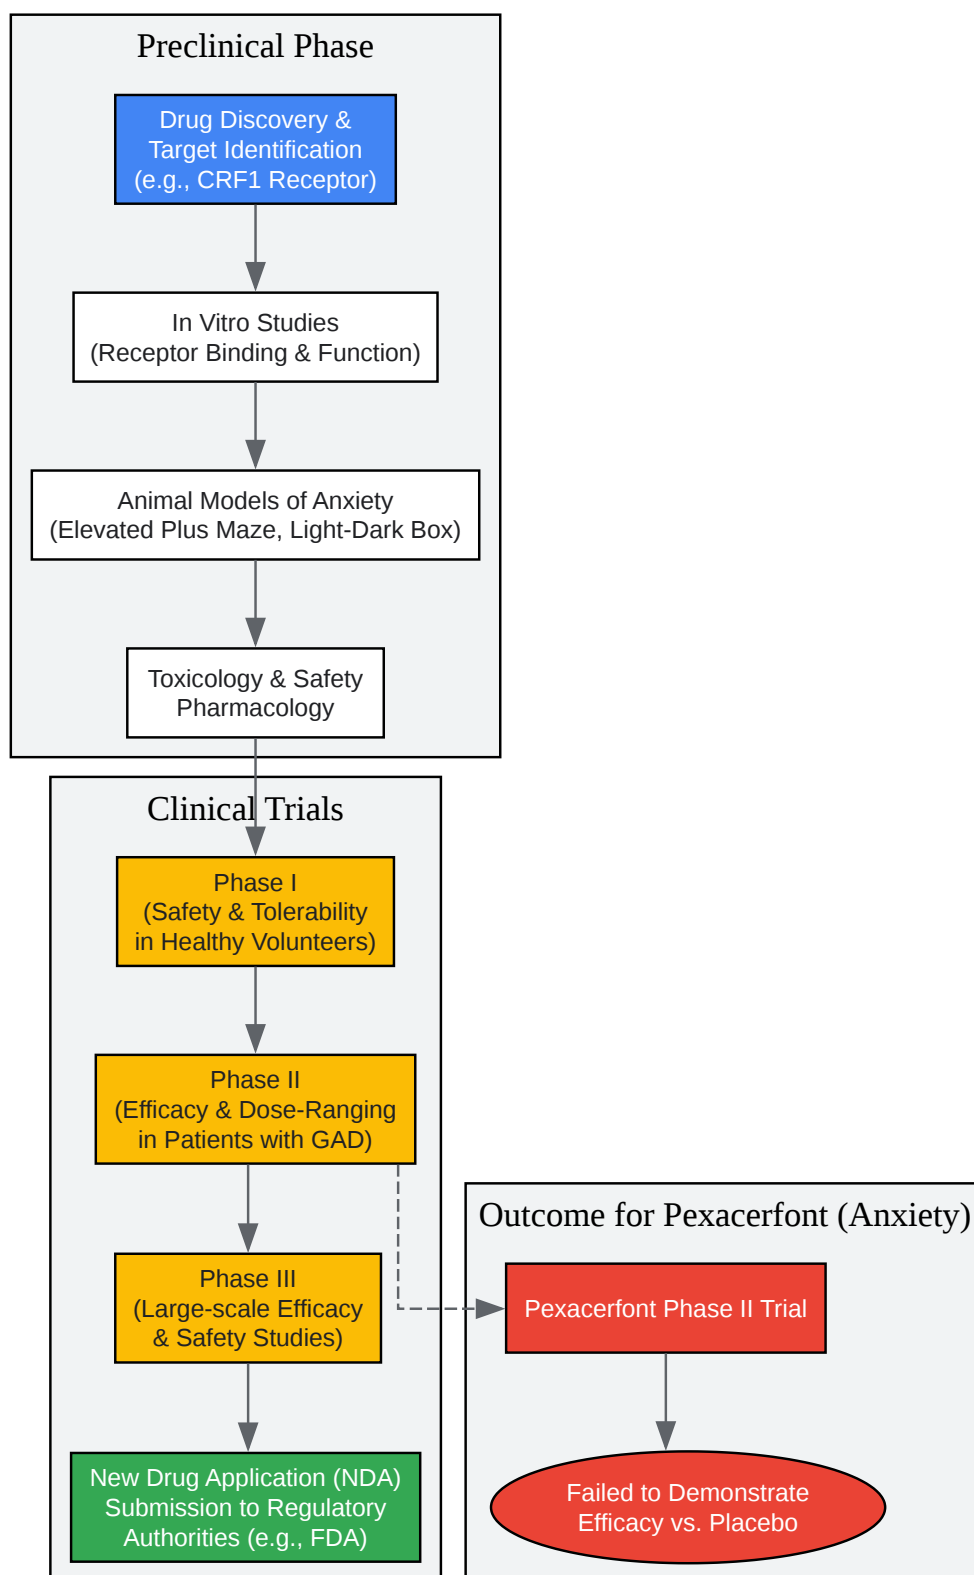 Preclinical Phase
Drug Discovery &
Target Identification
(e.g., CRF1 Receptor)
In Vitro Studies
(Receptor Binding & Function)
Animal Models of Anxiety
(Elevated Plus Maze, Light-Dark Box)
Toxicology & Safety
Pharmacology
Clinical Trials
Phase I
(Safety & Tolerability
in Healthy Volunteers)
Phase II
(Efficacy & Dose-Ranging
in Patients with GAD)
Phase III
(Large-scale Efficacy
& Safety Studies)
New Drug Application (NDA)
Submission to Regulatory
Authorities (e.g., FDA)
Outcome for Pexacerfont (Anxiety)
Pexacerfont Phase II Trial
Failed to Demonstrate
Efficacy vs. Placebo